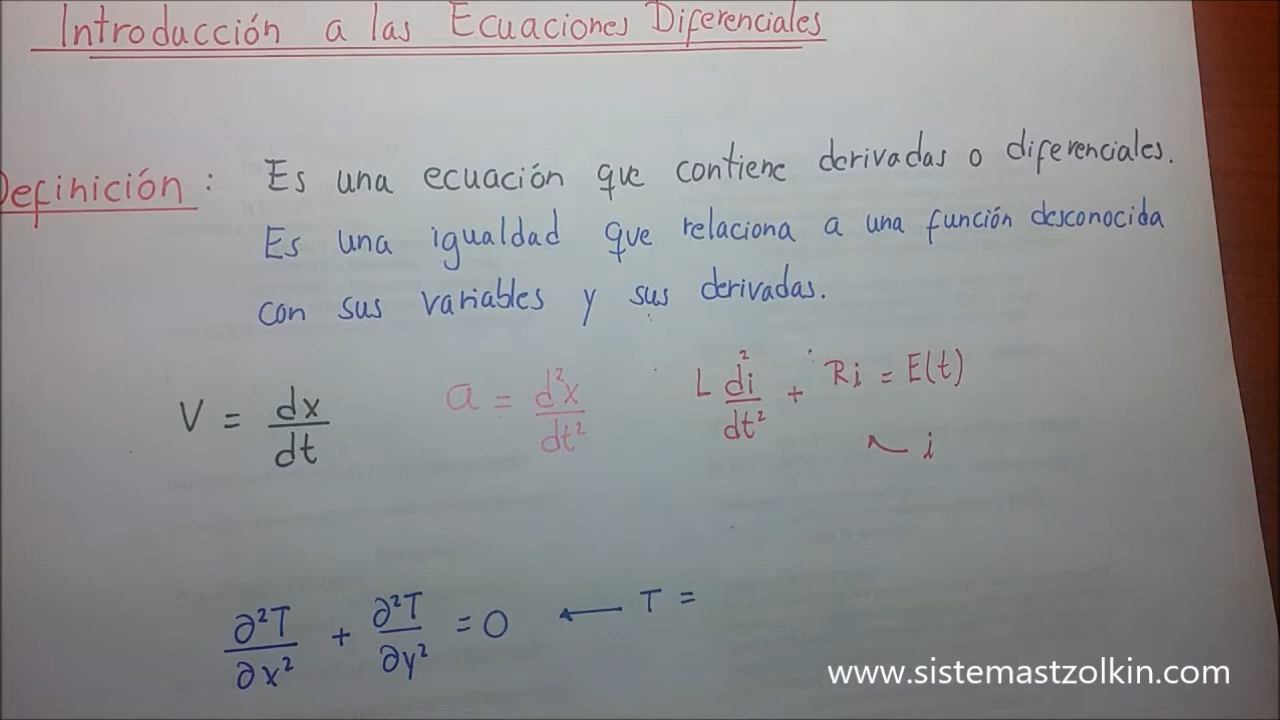 Introducción a las Ecuaciones Diferenciales
Definición : Es una ecuación que contiene derivadas o diferenciales.
Es una igualdad que relaciona a una función desconocida
con sus variables y sus derivadas.
V = dx/dt a = d²x/dt² L d²i/dt² + Ri = E(t)
i
∂²T/∂x² + ∂²T/∂y² = 0 ← T =
www.sistemastzolkin.com